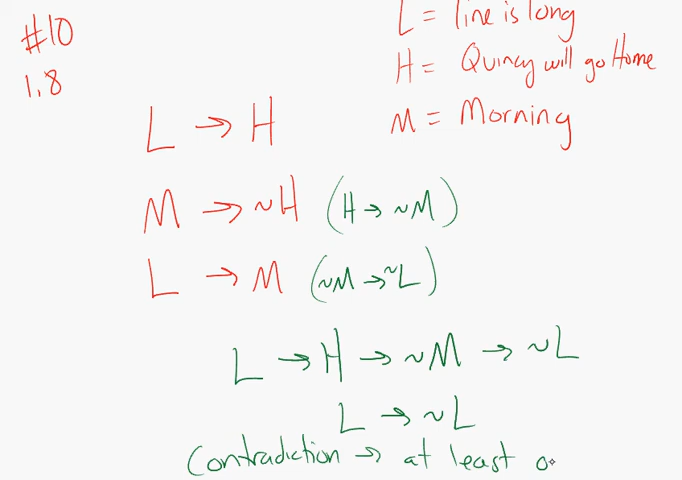 #10
1.8
L = line is long
H = Quincy will go Home
M = Morning
L → H
M → ~H (H → ~M)
L → M (~M → ~L)
L → H → ~M → ~L
L → ~L
Contradiction → at least o